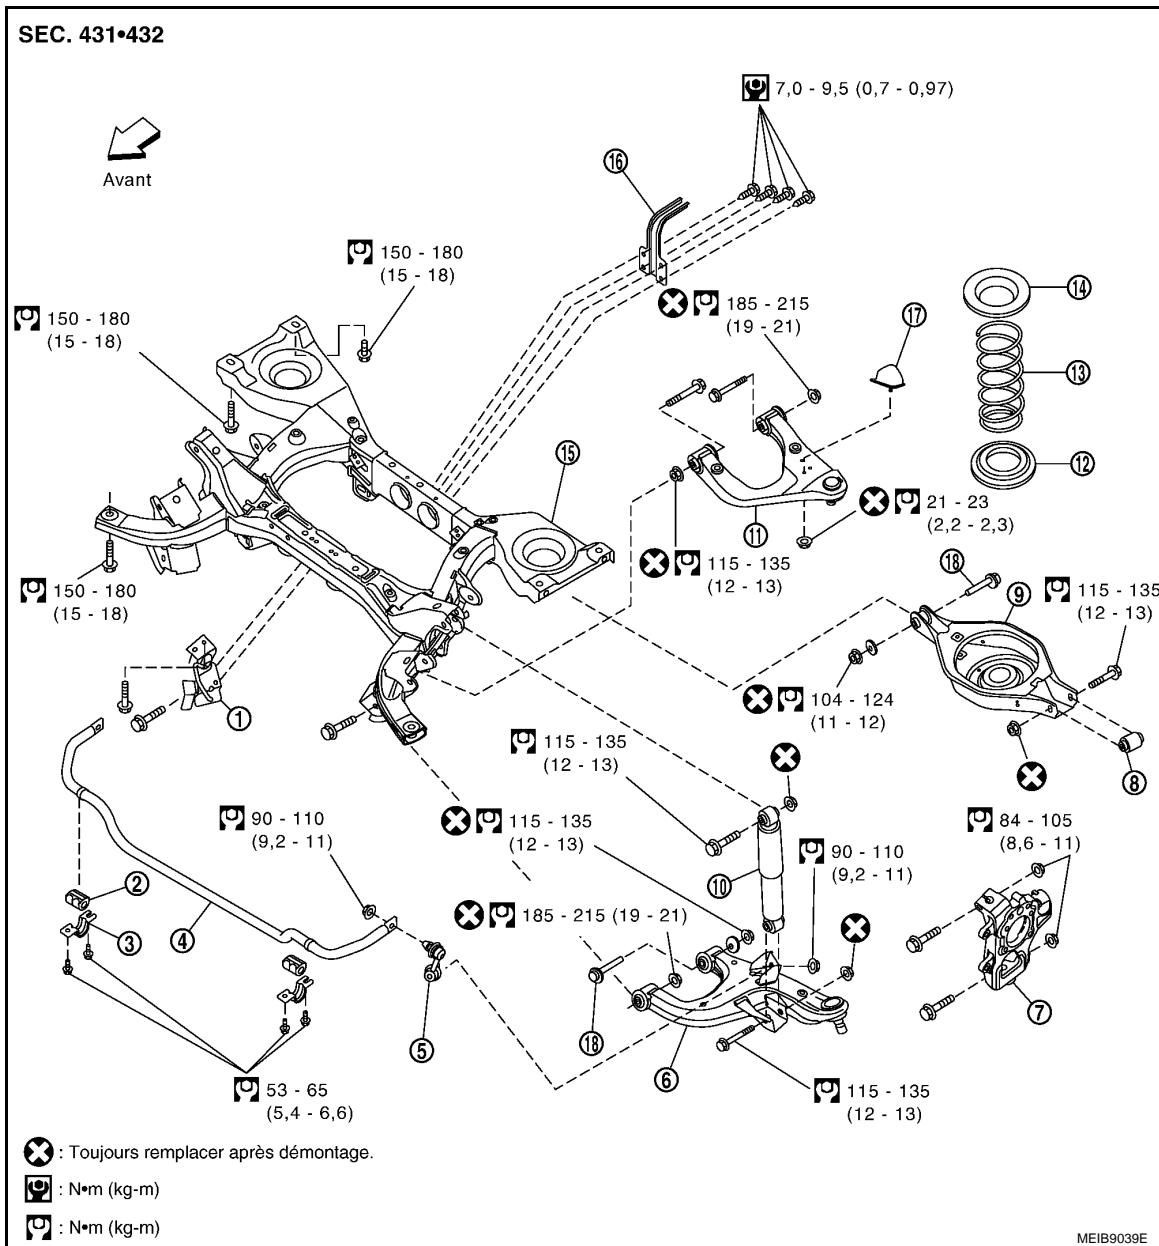 SEC. 431•432
7,0 - 9,5 (0,7 - 0,97)
Avant
16
150 - 180
(15 - 18)
150 - 180
(15 - 18)
185 - 215
(19 - 21)
17
14
13
12
15
11
21 - 23
(2,2 - 2,3)
115 - 135
(12 - 13)
18
9
115 - 135
(12 - 13)
150 - 180
(15 - 18)
1
104 - 124
(11 - 12)
8
115 - 135
(12 - 13)
90 - 110
(9,2 - 11)
115 - 135
(12 - 13)
84 - 105
(8,6 - 11)
90 - 110
(9,2 - 11)
10
2
3
4
185 - 215 (19 - 21)
5
18
6
7
53 - 65
(5,4 - 6,6)
115 - 135
(12 - 13)
: Toujours remplacer après démontage.
: N•m (kg-m)
: N•m (kg-m)
MEIB9039E